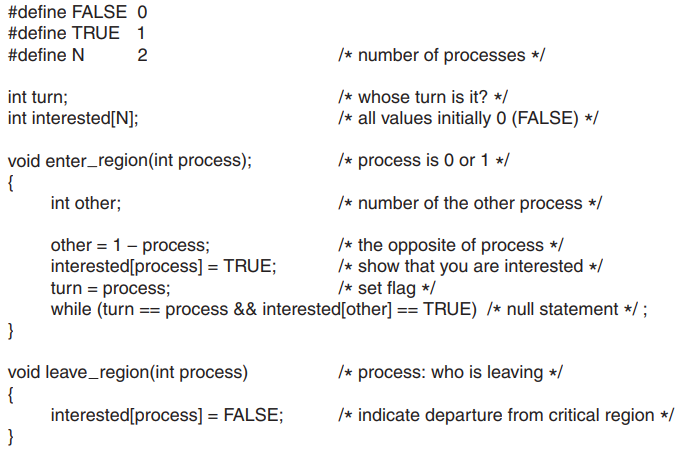 #define FALSE 0
#define TRUE 1
#define N 2 /* number of processes */
int turn; /* whose turn is it? */
int interested[N]; /* all values initially 0 (FALSE) */
void enter_region(int process); /* process is 0 or 1 */
{
int other; /* number of the other process */
other = 1 − process; /* the opposite of process */
interested[process] = TRUE; /* show that you are interested */
turn = process; /* set flag */
while (turn == process && interested[other] == TRUE) /* null statement */ ;
}
void leave_region(int process) /* process: who is leaving */
{
interested[process] = FALSE; /* indicate departure from critical region */
}